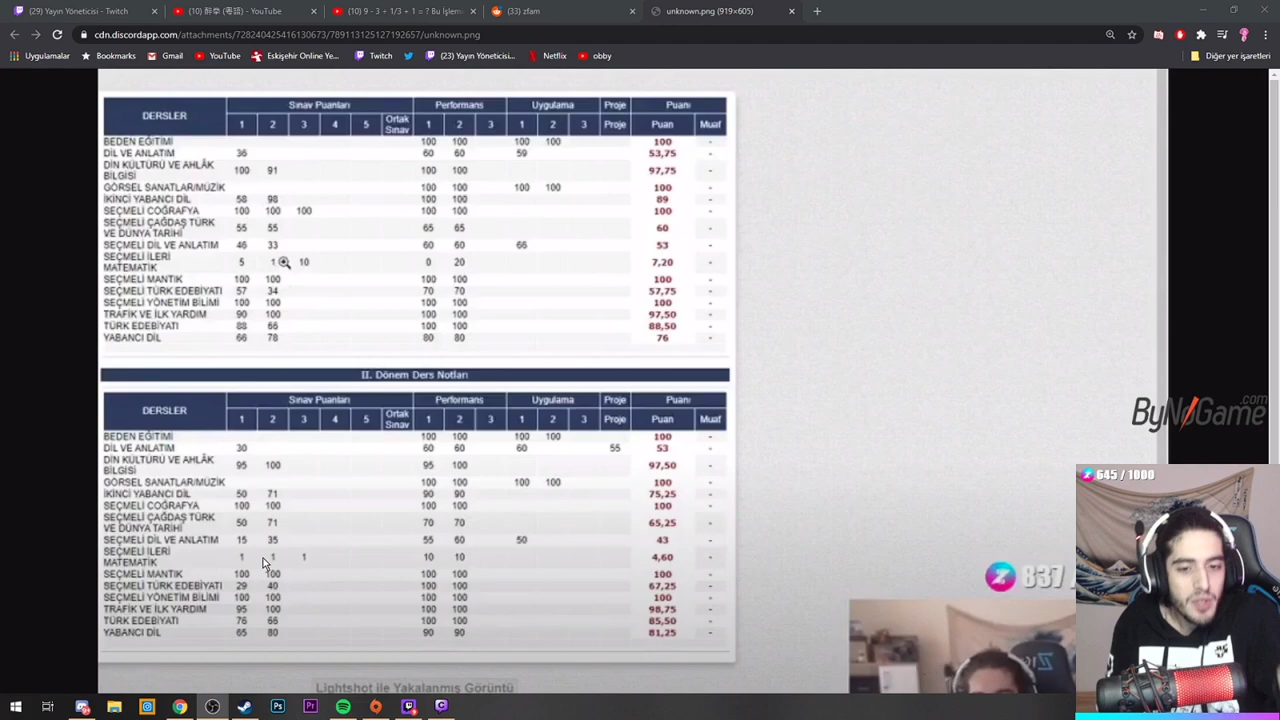 (29) Yayın Yöneticisi - Twitch
(10) 醉拳 (粤語) - YouTube
(10) 9 - 3 ÷ 1/3 + 1 = ? Bu İşlem
(33) zfam
unknown.png (919×605)
cdn.discordapp.com/attachments/728240425416130673/789113125127192657/unknown.png
Uygulamalar Bookmarks Gmail YouTube Eskişehir Online Ye... Twitch (23) Yayın Yöneticisi... Netflix obby Diğer yer işaretleri
DERSLER Sınav Puanları Performans Uygulama Proje Puanı
1 2 3 4 5 Ortak Sınav 1 2 3 1 2 3 Proje Puan Muaf
BEDEN EĞİTİMİ 100 100 100 100 100 -
DİL VE ANLATIM 36 60 60 59 53,75 -
DİN KÜLTÜRÜ VE AHLÂK
BİLGİSİ 100 91 100 100 97,75 -
GÖRSEL SANATLAR/MÜZİK 100 100 100 100 100 -
İKİNCİ YABANCI DİL 58 98 100 100 89 -
SEÇMELİ COĞRAFYA 100 100 100 100 100 100 -
SEÇMELİ ÇAĞDAŞ TÜRK
VE DÜNYA TARİHİ 55 55 65 65 60 -
SEÇMELİ DİL VE ANLATIM 46 33 60 60 66 53 -
SEÇMELİ İLERİ
MATEMATİK 5 1 10 0 20 7,20 -
SEÇMELİ MANTIK 100 100 100 100 100 -
SEÇMELİ TÜRK EDEBİYATI 57 34 70 70 57,75 -
SEÇMELİ YÖNETİM BİLİMİ 100 100 100 100 100 -
TRAFİK VE İLK YARDIM 90 100 100 100 97,50 -
TÜRK EDEBİYATI 88 66 100 100 88,50 -
YABANCI DİL 66 78 80 80 76 -
II. Dönem Ders Notları
DERSLER Sınav Puanları Performans Uygulama Proje Puanı
1 2 3 4 5 Ortak Sınav 1 2 3 1 2 3 Proje Puan Muaf
BEDEN EĞİTİMİ 100 100 100 100 100 -
DİL VE ANLATIM 30 60 60 60 55 53 -
DİN KÜLTÜRÜ VE AHLÂK
BİLGİSİ 95 100 95 100 97,50 -
GÖRSEL SANATLAR/MÜZİK 100 100 100 100 100 -
İKİNCİ YABANCI DİL 50 71 90 90 75,25 -
SEÇMELİ COĞRAFYA 100 100 100 100 100 -
SEÇMELİ ÇAĞDAŞ TÜRK
VE DÜNYA TARİHİ 50 71 70 70 65,25 -
SEÇMELİ DİL VE ANLATIM 15 35 55 60 50 43 -
SEÇMELİ İLERİ
MATEMATİK 1 1 1 10 10 4,60 -
SEÇMELİ MANTIK 100 100 100 100 100 -
SEÇMELİ TÜRK EDEBİYATI 29 40 100 100 67,25 -
SEÇMELİ YÖNETİM BİLİMİ 100 100 100 100 100 -
TRAFİK VE İLK YARDIM 95 100 100 100 98,75 -
TÜRK EDEBİYATI 76 66 100 100 85,50 -
YABANCI DİL 65 80 90 90 81,25 -
Lightshot ile Yakalanmış Görüntü
ByNoGame.com
645 / 1000
837